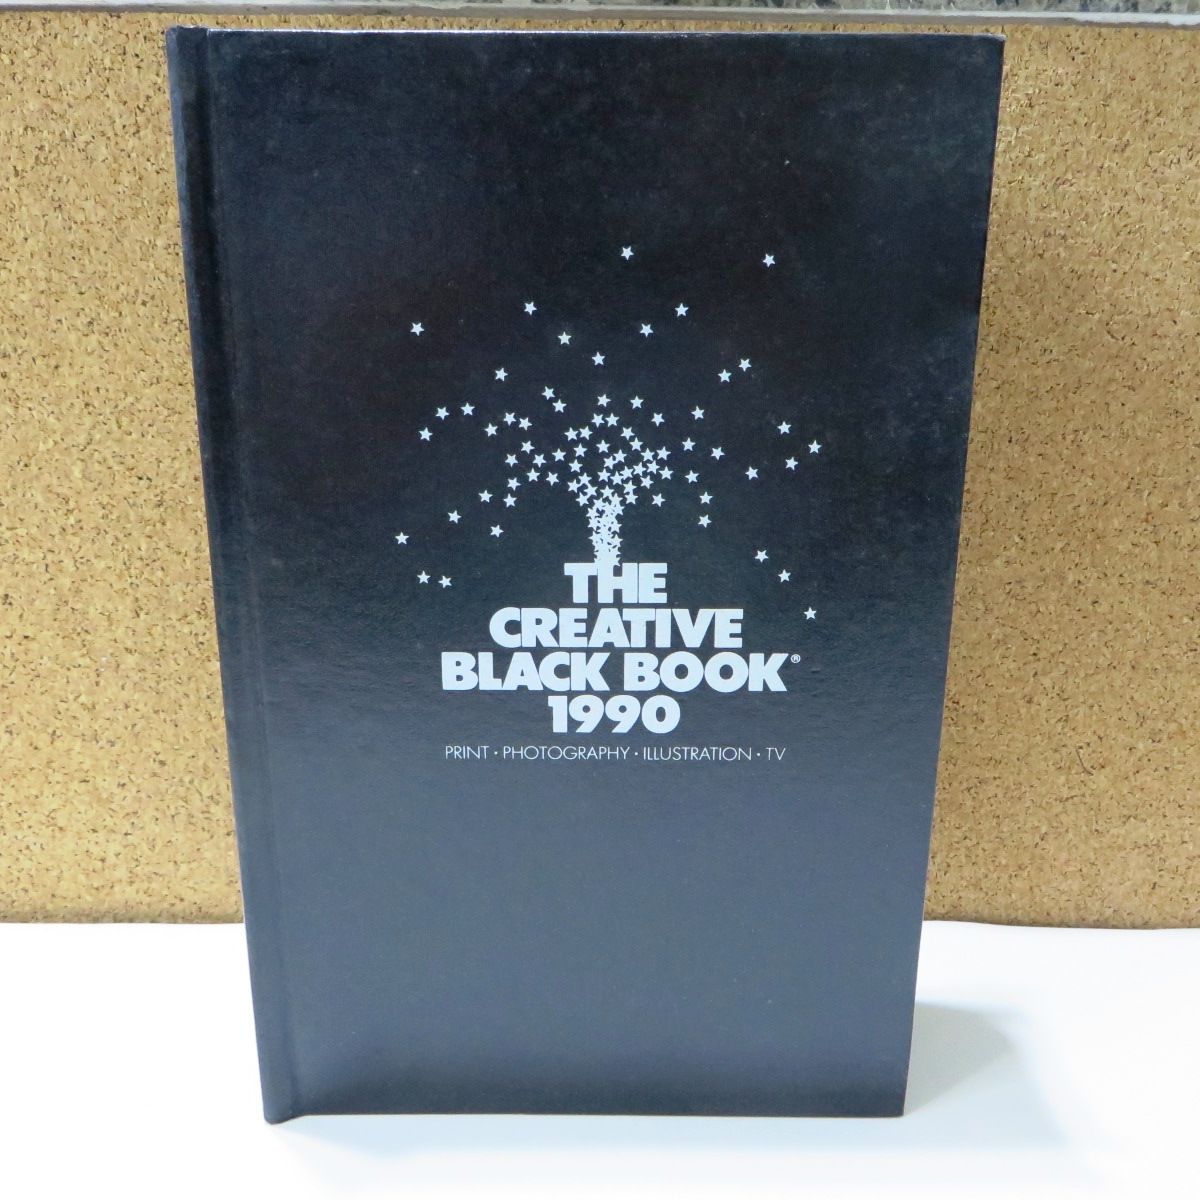 THE
CREATIVE
BLACK BOOK®
1990
PRINT · PHOTOGRAPHY · ILLUSTRATION · TV